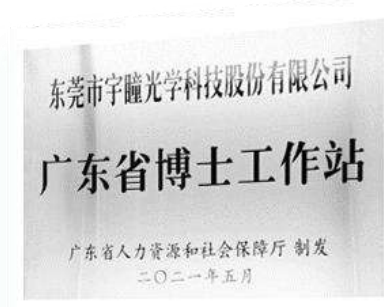 东莞市宇瞳光学科技股份有限公司
广东省博士工作站
广东省人力资源和社会保障厅 制发
二〇二一年五月